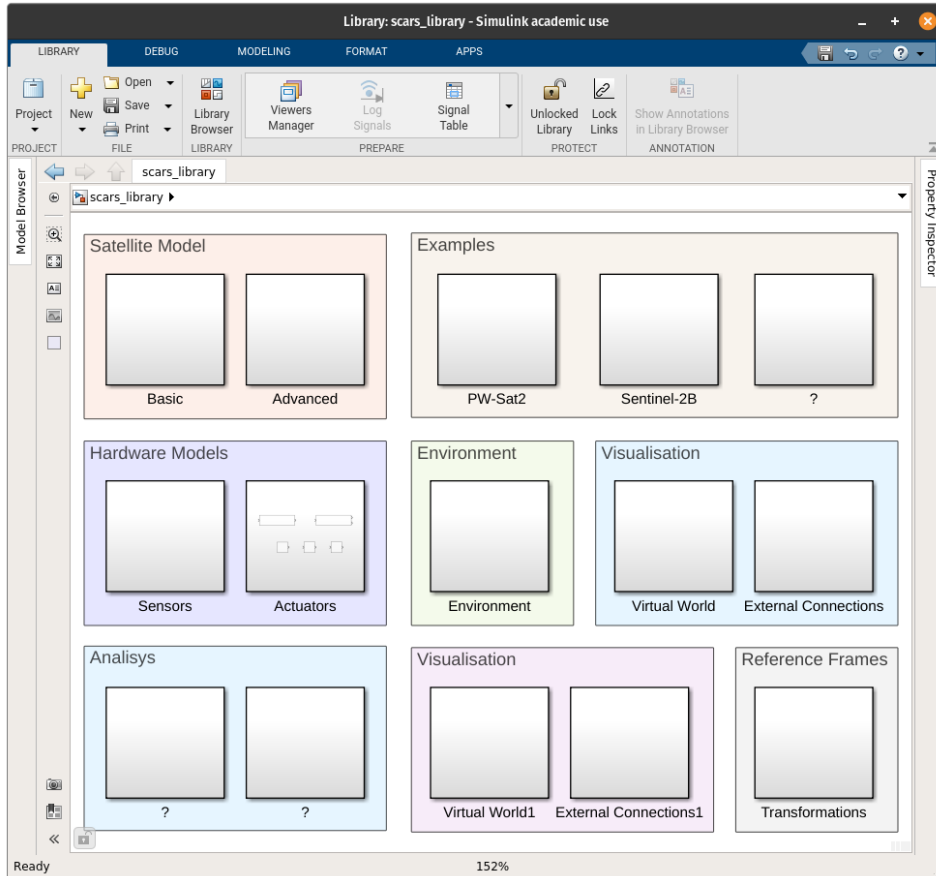 Library: scars_library - Simulink academic use
LIBRARY DEBUG MODELING FORMAT APPS
Project
PROJECT
New
Open
Save
Print
FILE
Library
Browser
LIBRARY
Viewers
Manager
Log
Signals
Signal
Table
PREPARE
Unlocked
Library
Lock
Links
PROTECT
Show Annotations
in Library Browser
ANNOTATION
Model Browser
Property Inspector
scars_library
scars_library
Satellite Model
Basic
Advanced
Examples
PW-Sat2
Sentinel-2B
?
Hardware Models
Sensors
Actuators
Environment
Environment
Visualisation
Virtual World
External Connections
Analisys
?
?
Visualisation
Virtual World1
External Connections1
Reference Frames
Transformations
Ready
152%